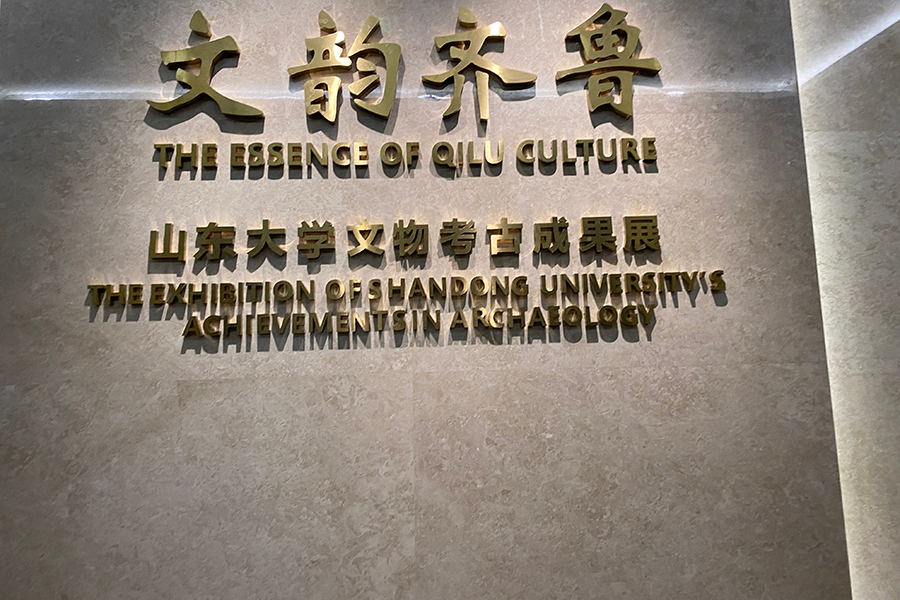 文韵齐鲁
THE ESSENCE OF QILU CULTURE
山东大学文物考古成果展
THE EXHIBITION OF SHANDONG UNIVERSITY'S
ACHIEVEMENTS IN ARCHAEOLOGY